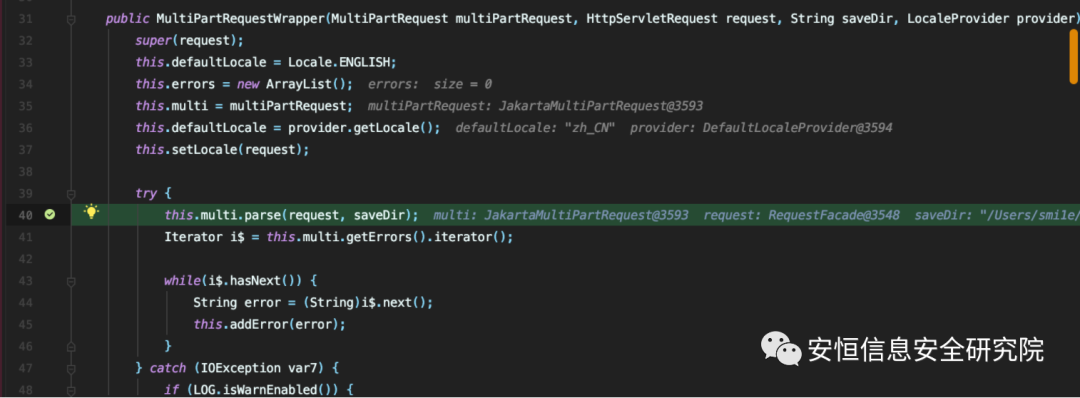 31 public MultiPartRequestWrapper(MultiPartRequest multiPartRequest, HttpServletRequest request, String saveDir, LocaleProvider provider)
32 super(request);
33 this.defaultLocale = Locale.ENGLISH;
34 this.errors = new ArrayList(); errors: size = 0
35 this.multi = multiPartRequest; multiPartRequest: JakartaMultiPartRequest@3593
36 this.defaultLocale = provider.getLocale(); defaultLocale: "zh_CN" provider: DefaultLocaleProvider@3594
37 this.setLocale(request);
38
39 try {
40 this.multi.parse(request, saveDir); multi: JakartaMultiPartRequest@3593 request: RequestFacade@3548 saveDir: "/Users/smi1e/
41 Iterator i$ = this.multi.getErrors().iterator();
42
43 while(i$.hasNext()) {
44 String error = (String)i$.next();
45 this.addError(error);
46 }
47 } catch (IOException var7) {
48 if (LOG.isWarnEnabled()) {
安恒信息安全研究院